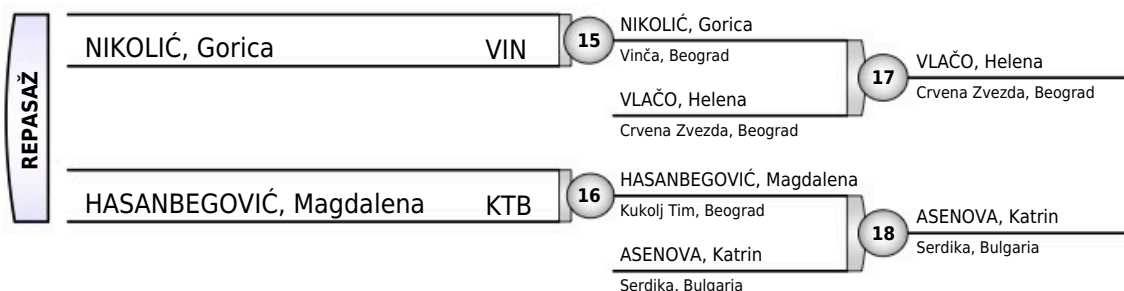 REPASAŽ
NIKOLIĆ, Gorica VIN
15
NIKOLIĆ, Gorica
Vinča, Beograd
VLAČO, Helena
Crvena Zvezda, Beograd
17
VLAČO, Helena
Crvena Zvezda, Beograd
HASANBEGOVIĆ, Magdalena KTB
16
HASANBEGOVIĆ, Magdalena
Kukolj Tim, Beograd
ASENOVA, Katrin
Serdika, Bulgaria
18
ASENOVA, Katrin
Serdika, Bulgaria